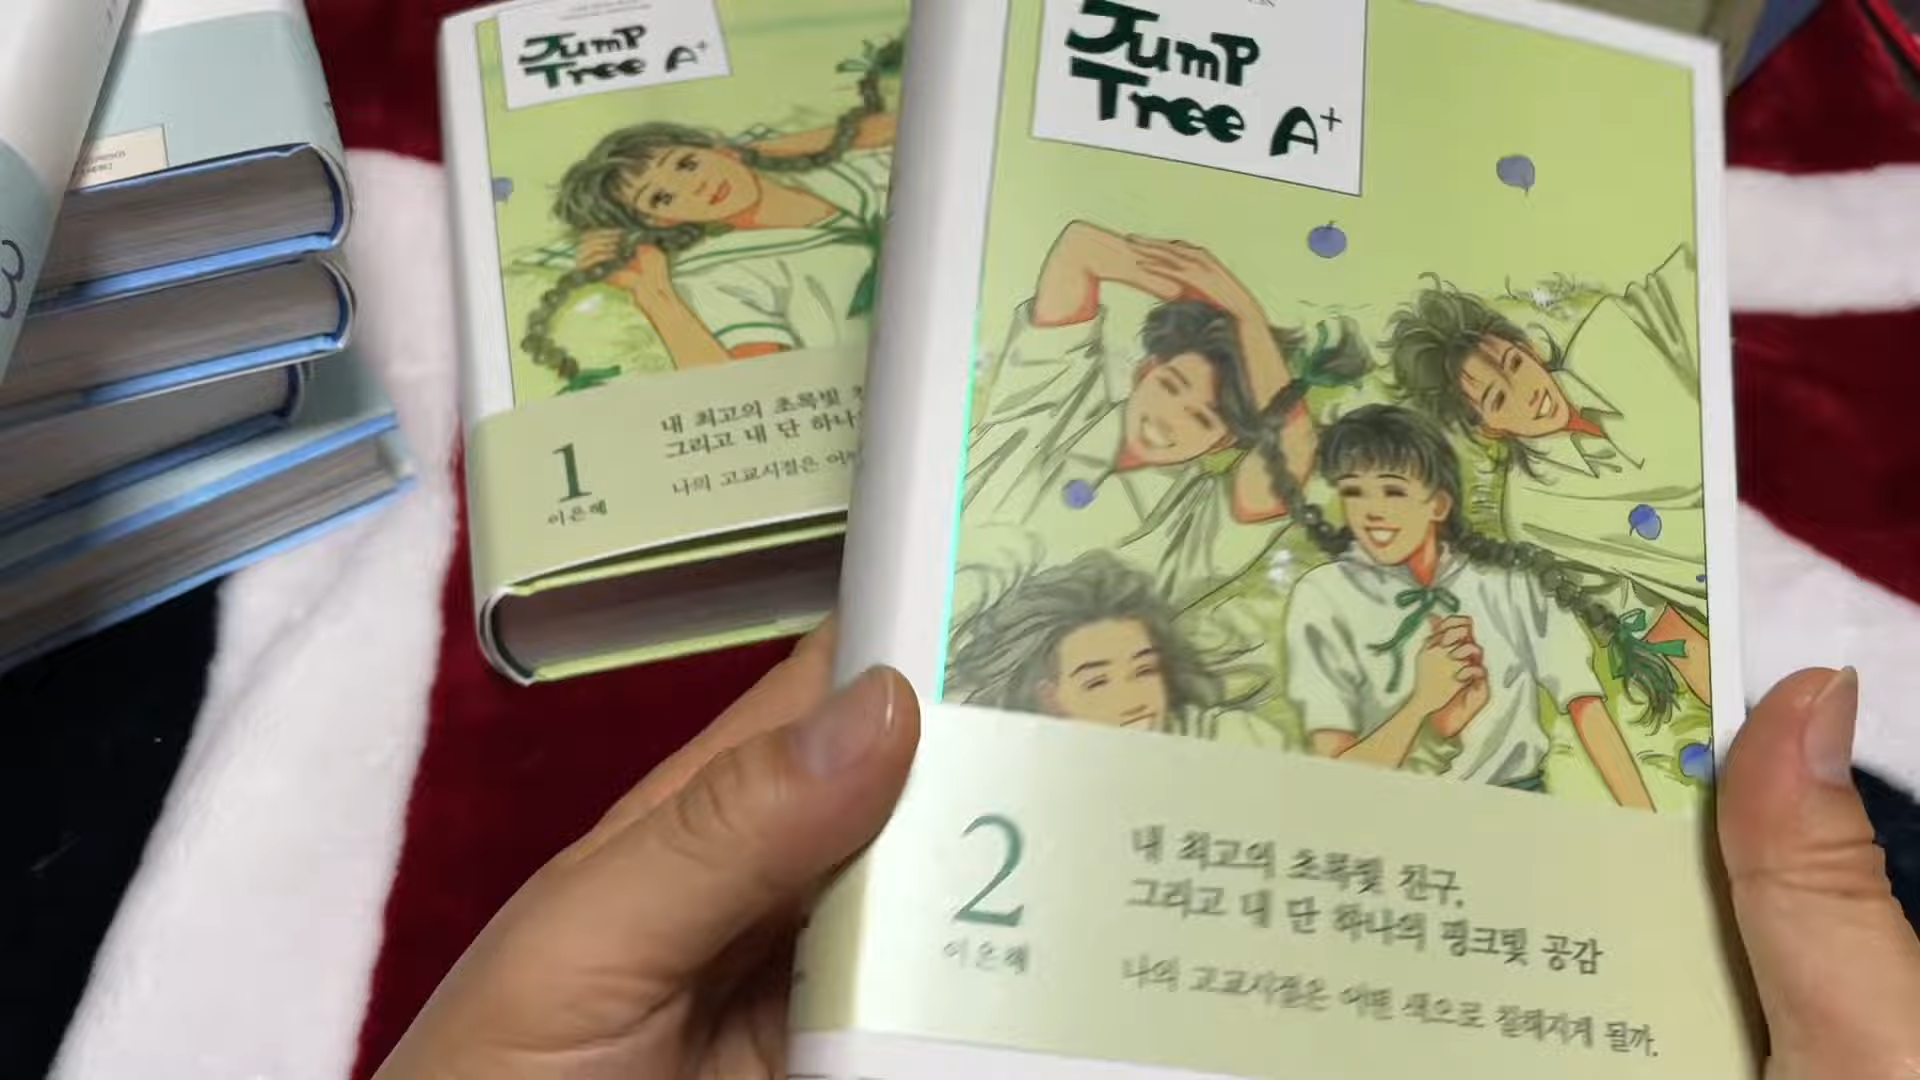 Jump
Tree A+
내 최고의 초록빛
그리고 내 단 하나
1
이은혜
나의 고교시절은
Jump
Tree A+
2
이은혜
내 최고의 초록빛 친구,
그리고 내 단 하나의 핑크빛 공감
나의 고교시절은 어떤 색으로 칠해지게 될까.
3